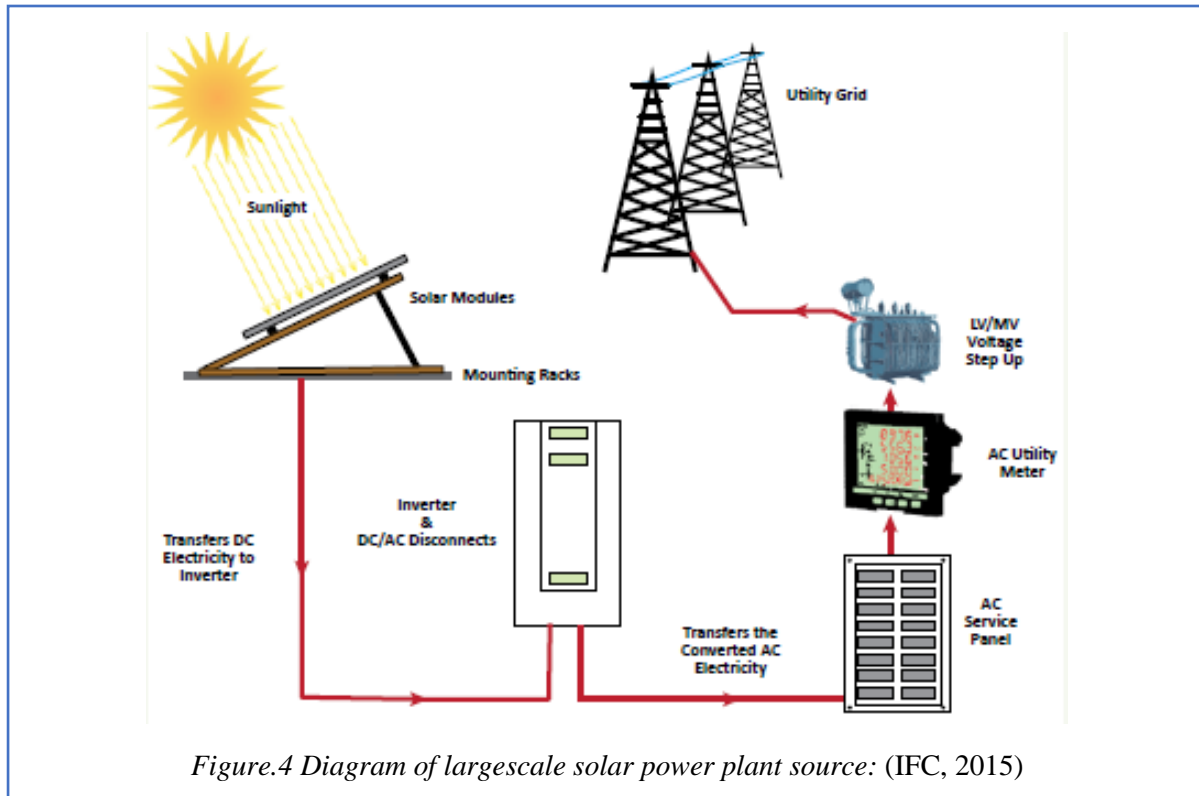 Utility Grid
Sunlight
Solar Modules
Mounting Racks
LV/MV
Voltage
Step Up
AC Utility
Meter
Inverter
&
DC/AC Disconnects
Transfers DC
Electricity to
Inverter
Transfers the
Converted AC
Electricity
AC
Service
Panel
Figure.4 Diagram of largescale solar power plant source: (IFC, 2015)